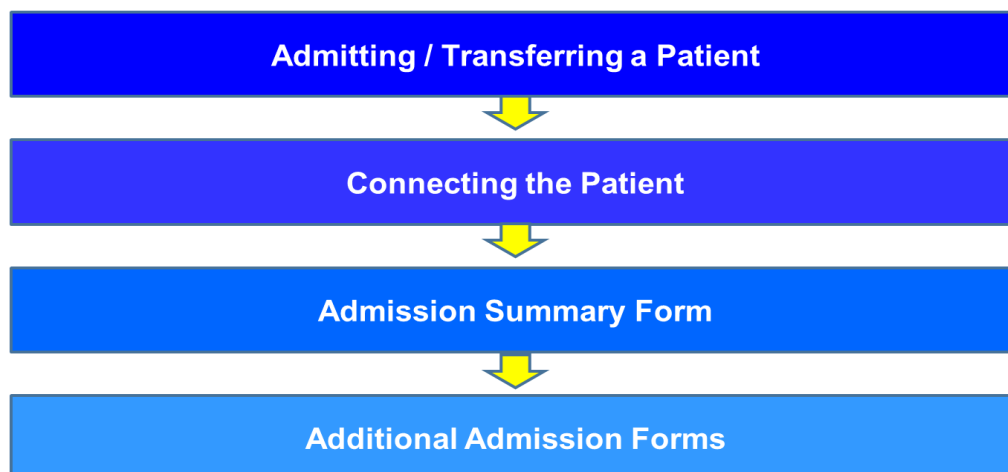 Admitting / Transferring a Patient
Connecting the Patient
Admission Summary Form
Additional Admission Forms